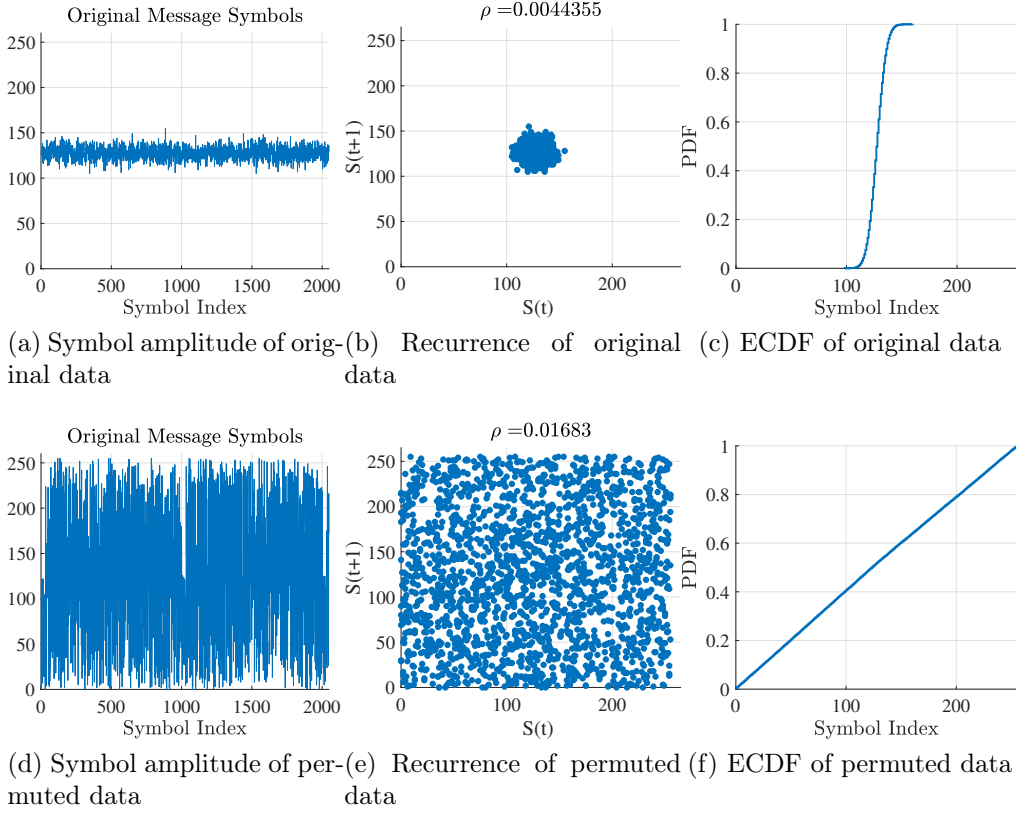 Original Message Symbols
250
200
150
100
50
0
0 500 1000 1500 2000
Symbol Index
(a) Symbol amplitude of orig-
inal data
ρ =0.0044355
250
200
150
100
50
0
S(t+1)
0 100 200
S(t)
(b) Recurrence of original
data
1
0.8
0.6
0.4
0.2
0
PDF
0 100 200
Symbol Index
(c) ECDF of original data
Original Message Symbols
250
200
150
100
50
0
0 500 1000 1500 2000
Symbol Index
(d) Symbol amplitude of per-
muted data
ρ =0.01683
250
200
150
100
50
0
S(t+1)
0 100 200
S(t)
(e) Recurrence of permuted
data
1
0.8
0.6
0.4
0.2
0
PDF
0 100 200
Symbol Index
(f) ECDF of permuted data